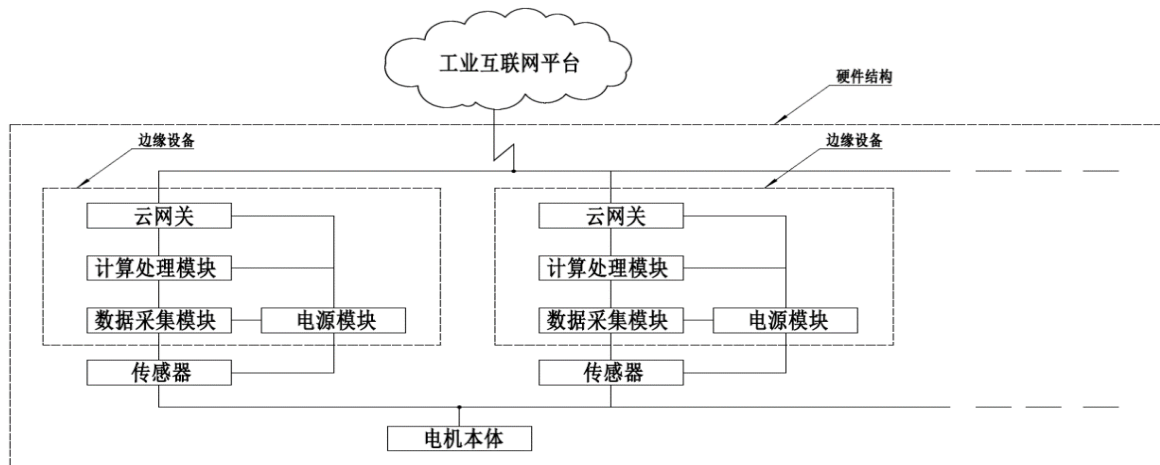 工业互联网平台
硬件结构
边缘设备
边缘设备
云网关
云网关
计算处理模块
计算处理模块
数据采集模块
电源模块
数据采集模块
电源模块
传感器
传感器
电机本体